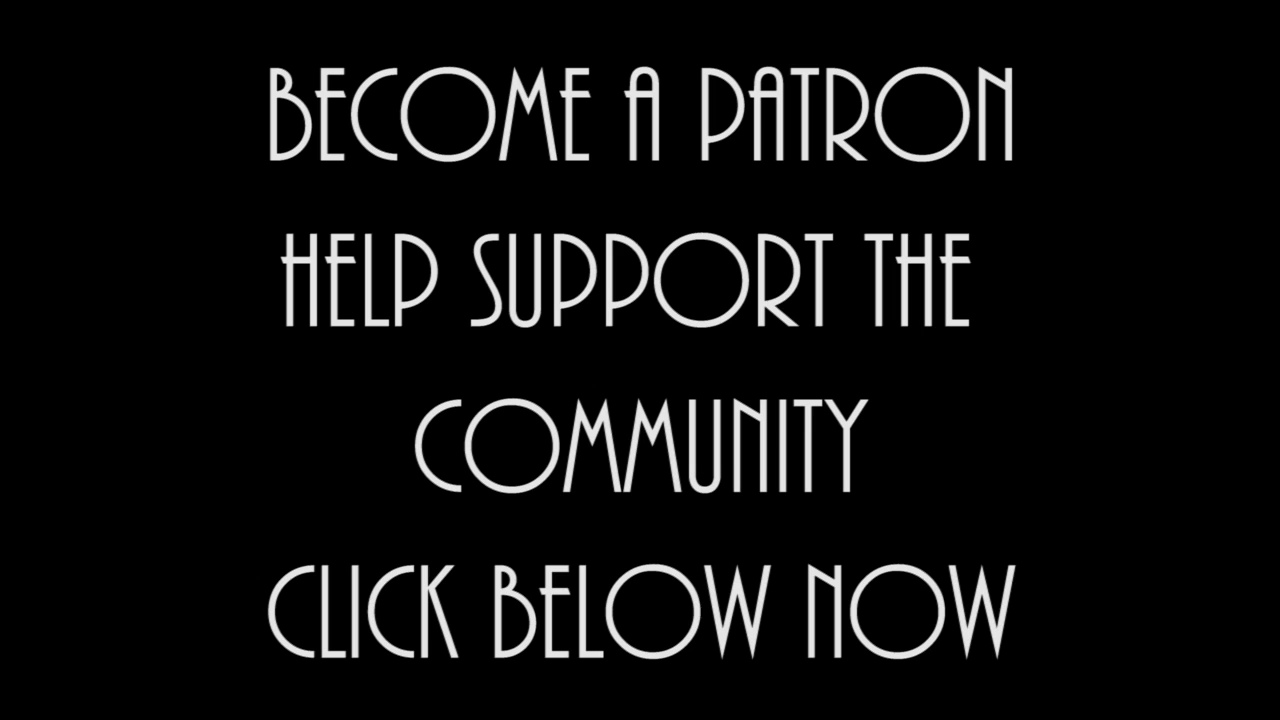 BECOME A PATRON
HELP SUPPORT THE
COMMUNITY
CLICK BELOW NOW